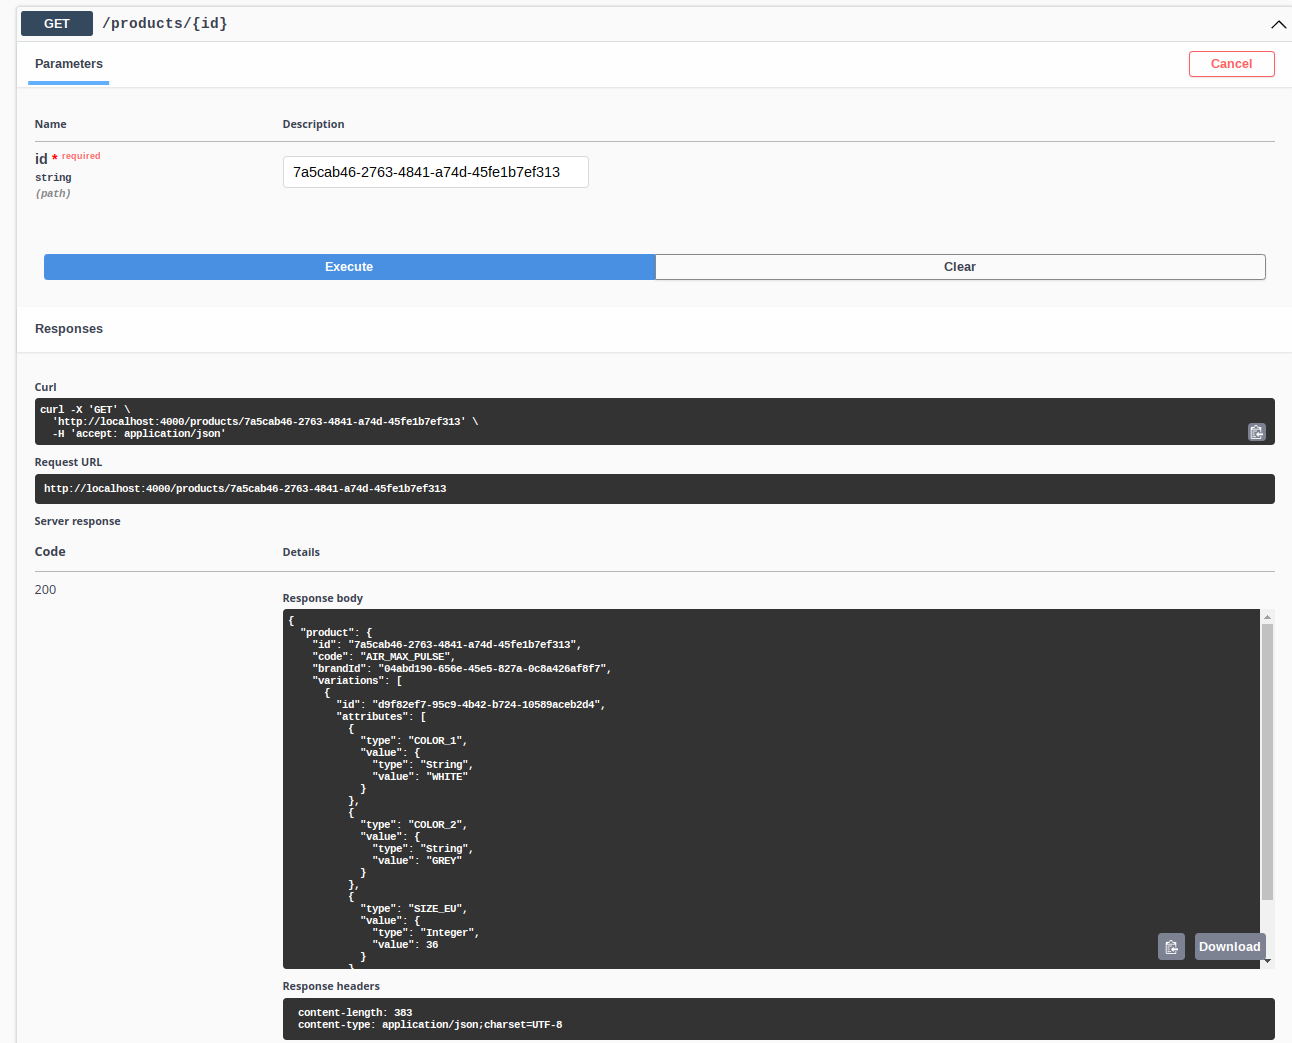 GET /products/{id}
Parameters Cancel
Name Description
id * required 7a5cab46-2763-4841-a74d-45fe1b7ef313
string
(path)
Execute Clear
Responses
Curl
curl -X 'GET' \
'http://localhost:4000/products/7a5cab46-2763-4841-a74d-45fe1b7ef313' \
-H 'accept: application/json'
Request URL
http://localhost:4000/products/7a5cab46-2763-4841-a74d-45fe1b7ef313
Server response
Code Details
200
Response body
{
"product": {
"id": "7a5cab46-2763-4841-a74d-45fe1b7ef313",
"code": "AIR_MAX_PULSE",
"brandId": "04abd190-656e-45e5-827a-0c8a426af8f7",
"variations": [
{
"id": "d9f82ef7-95c9-4b42-b724-10589aceb2d4",
"attributes": [
{
"type": "COLOR_1",
"value": {
"type": "String",
"value": "WHITE"
}
},
{
"type": "COLOR_2",
"value": {
"type": "String",
"value": "GREY"
}
},
{
"type": "SIZE_EU",
"value": {
"type": "Integer",
"value": 36
}
}
Download
Response headers
content-length: 383
content-type: application/json;charset=UTF-8